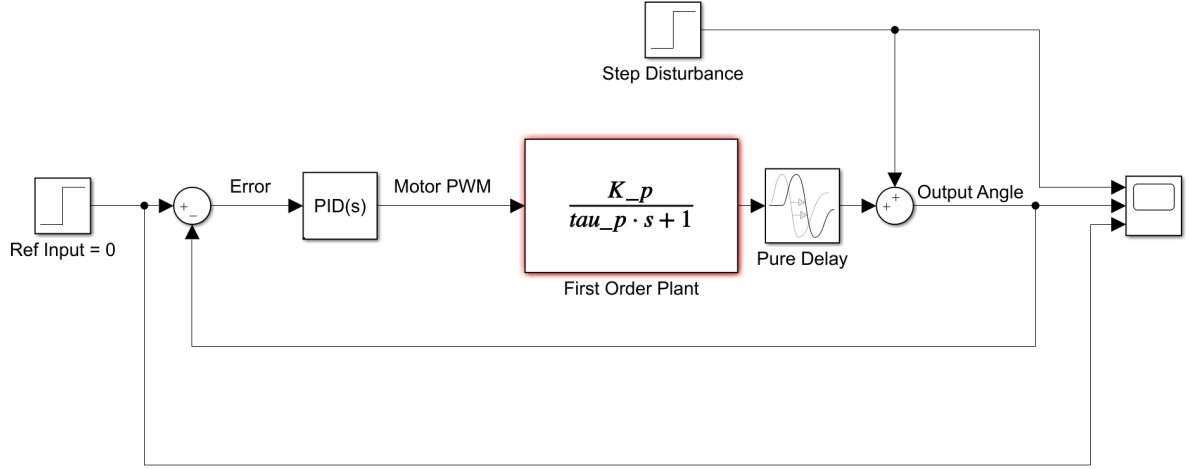 Step Disturbance
Ref Input = 0
+
−
Error
PID(s)
Motor PWM
K_p
tau_p · s + 1
First Order Plant
Pure Delay
+
+
Output Angle